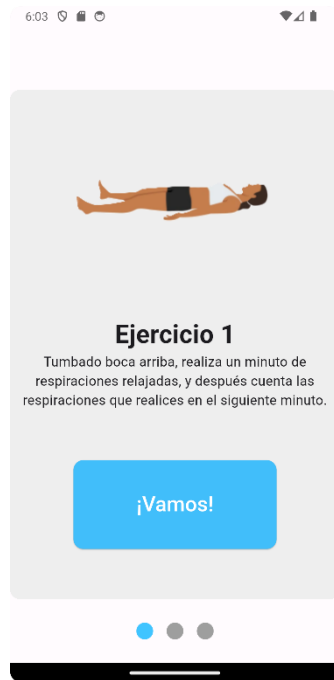 6:03
Ejercicio 1
Tumbado boca arriba, realiza un minuto de
respiraciones relajadas, y después cuenta las
respiraciones que realices en el siguiente minuto.
¡Vamos!